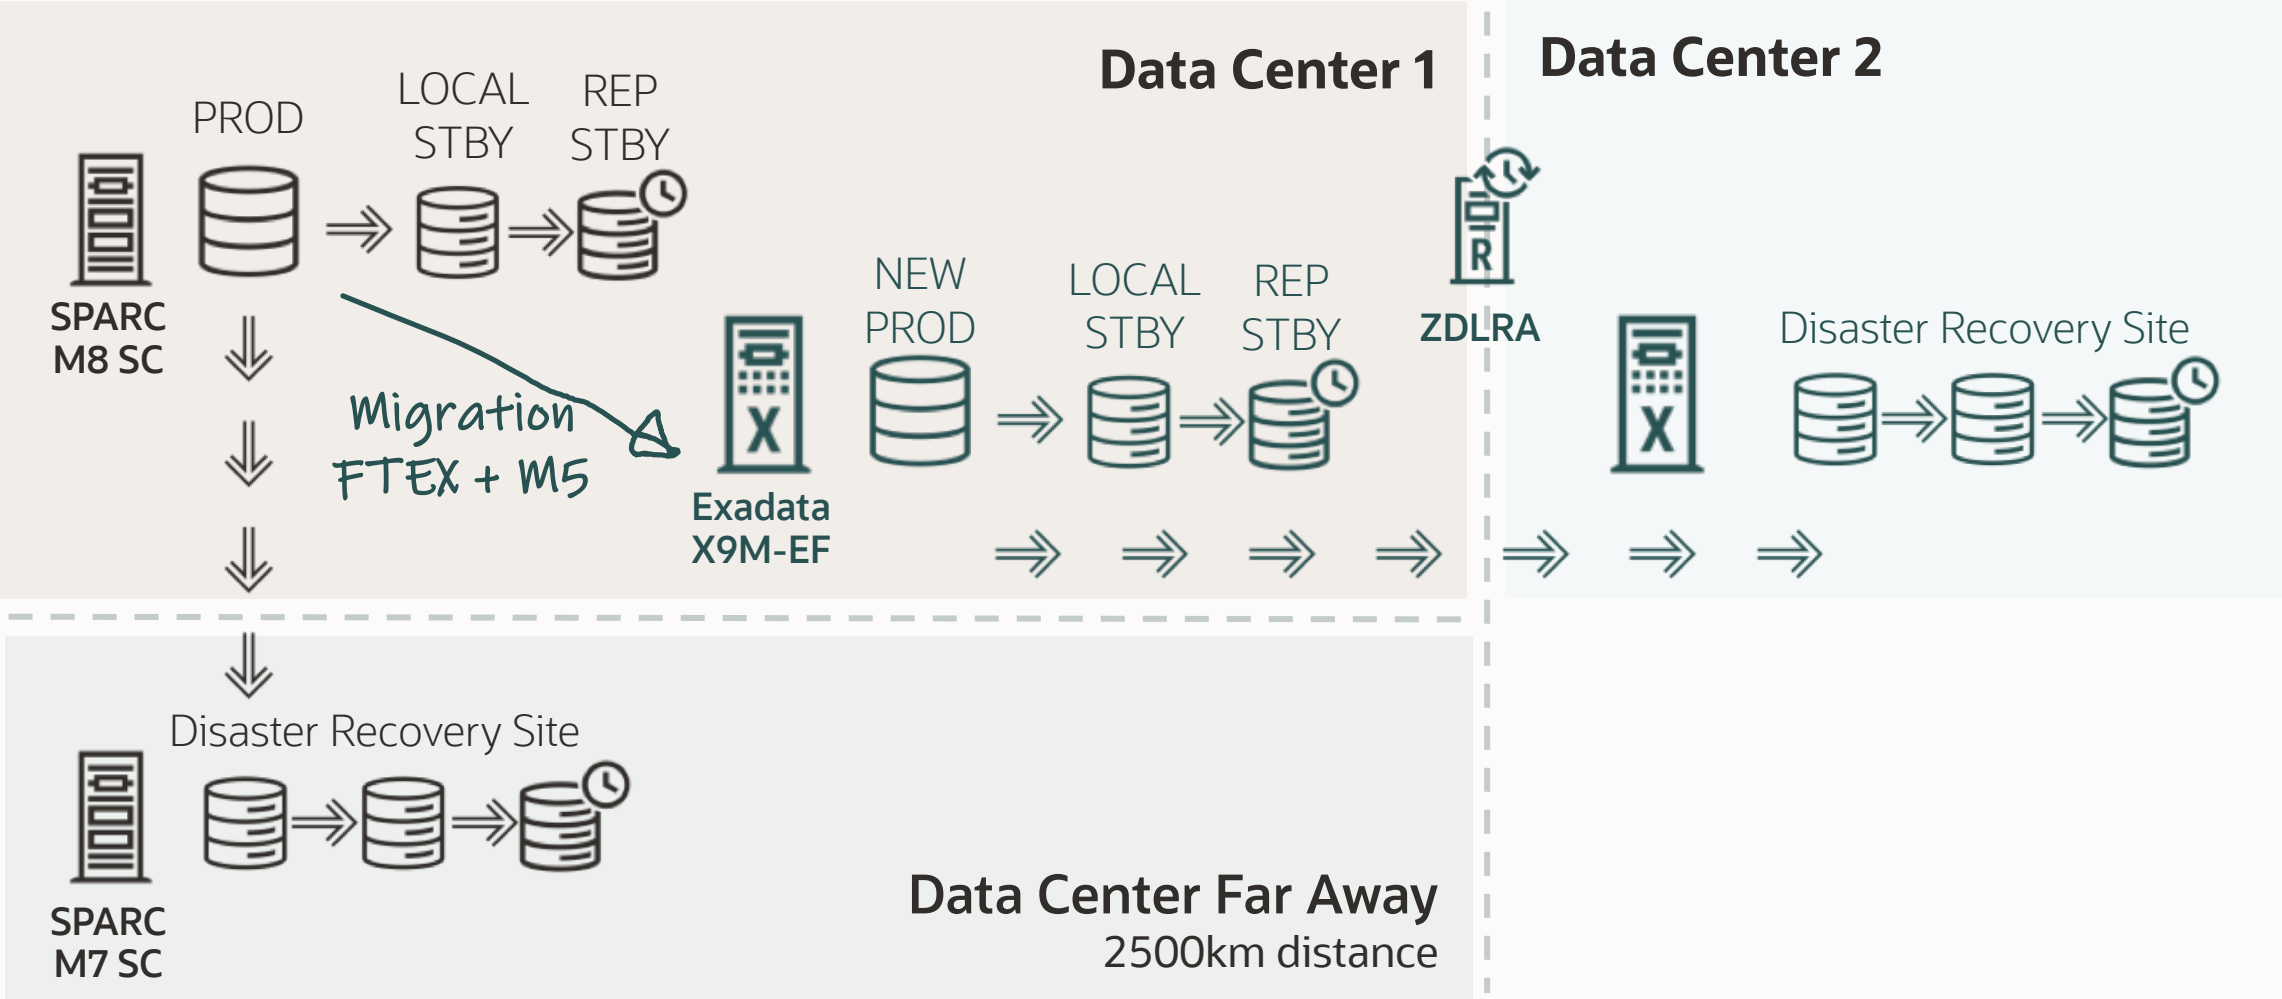 Data Center 1
Data Center 2
PROD
LOCAL
STBY
REP
STBY
SPARC
M8 SC
Migration
FTEX + M5
NEW
PROD
LOCAL
STBY
REP
STBY
X
Exadata
X9M-EF
R
ZDLRA
X
Disaster Recovery Site
Disaster Recovery Site
SPARC
M7 SC
Data Center Far Away
2500km distance